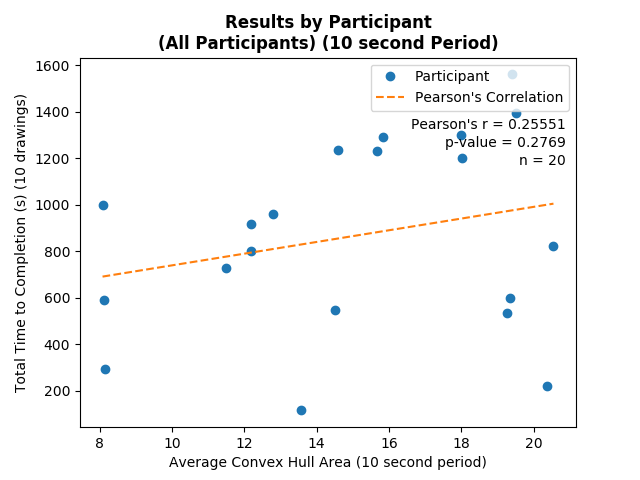 Results by Participant
(All Participants) (10 second Period)
Total Time to Completion (s) (10 drawings)
1600
1400
1200
1000
800
600
400
200
Participant
Pearson's Correlation
Pearson's r = 0.25551
p-value = 0.2769
n = 20
8 10 12 14 16 18 20
Average Convex Hull Area (10 second period)